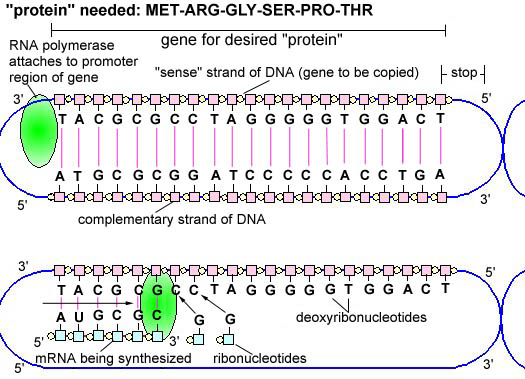 "protein" needed: MET-ARG-GLY-SER-PRO-THR
gene for desired "protein"
RNA polymerase
attaches to promoter
region of gene
"sense" strand of DNA (gene to be copied)
stop
3' 5'
T A C G C G C C T A G G G G G T G G A C T
A T G C G C G G A T C C C C C A C C T G A
5' 3'
complementary strand of DNA
3' 5'
T A C G C G C C T A G G G G G T G G A C T
A U G C G C G G
deoxyribonucleotides
5' 3'
mRNA being synthesized
ribonucleotides
5' 3'